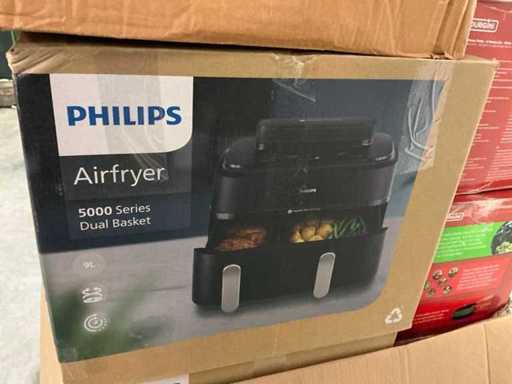 PHILIPS
Airfryer
5000 Series
Dual Basket
9L
PHILIPS